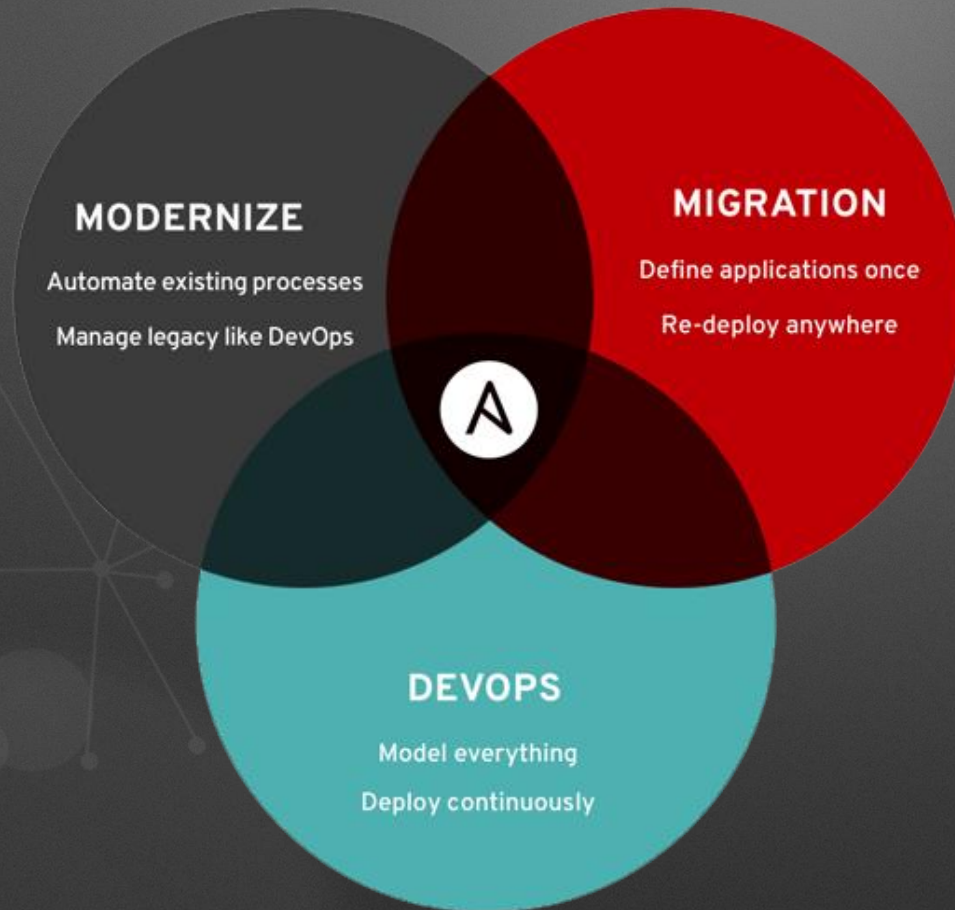 MODERNIZE
Automate existing processes
Manage legacy like DevOps
MIGRATION
Define applications once
Re-deploy anywhere
A
DEVOPS
Model everything
Deploy continuously